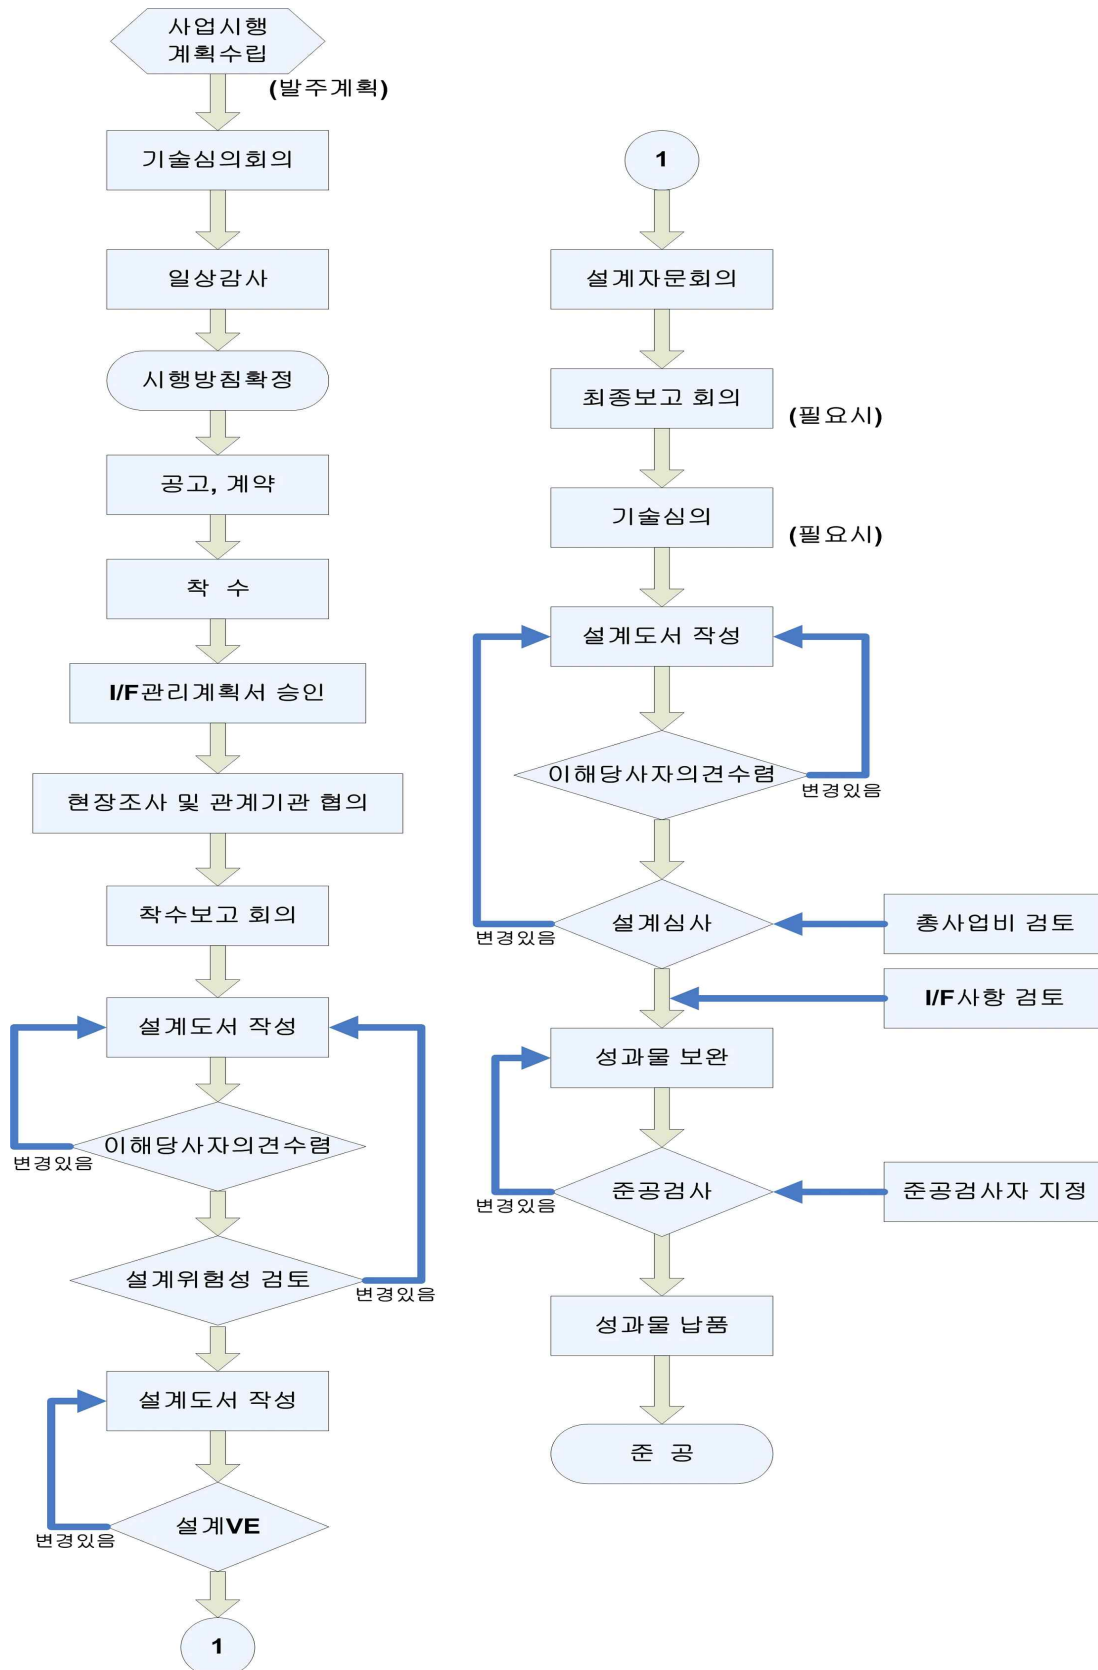 사업시행
계획수립
(발주계획)
기술심의회의
일상감사
시행방침확정
공고, 계약
착 수
I/F관리계획서 승인
현장조사 및 관계기관 협의
착수보고 회의
설계도서 작성
이해당사자의견수렴
변경있음
설계위험성 검토
변경있음
설계도서 작성
설계VE
변경있음
1
1
설계자문회의
최종보고 회의
(필요시)
기술심의
(필요시)
설계도서 작성
이해당사자의견수렴
변경있음
설계심사
변경있음
총사업비 검토
I/F사항 검토
성과물 보완
준공검사
변경있음
준공검사자 지정
성과물 납품
준 공